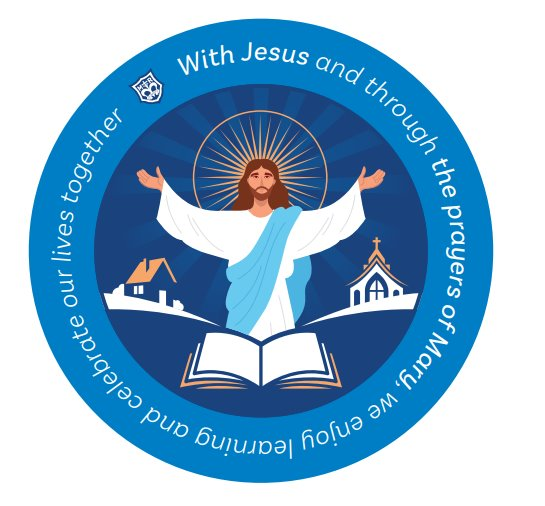 With Jesus and through the prayers of Mary, we enjoy learning and celebrate our lives together